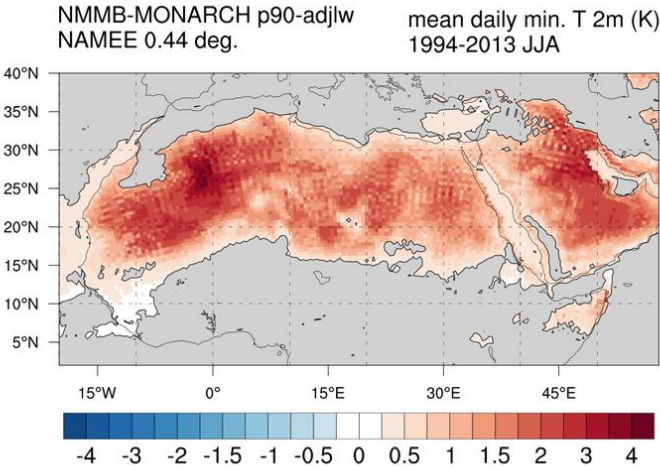 NMMB-MONARCH p90-adjlw
NAMEE 0.44 deg.
mean daily min. T 2m (K)
1994-2013 JJA
40°N
35°N
30°N
25°N
20°N
15°N
10°N
5°N
15°W 0° 15°E 30°E 45°E
-4 -3 -2 -1.5 -1 -0.5 0 0.5 1 1.5 2 3 4